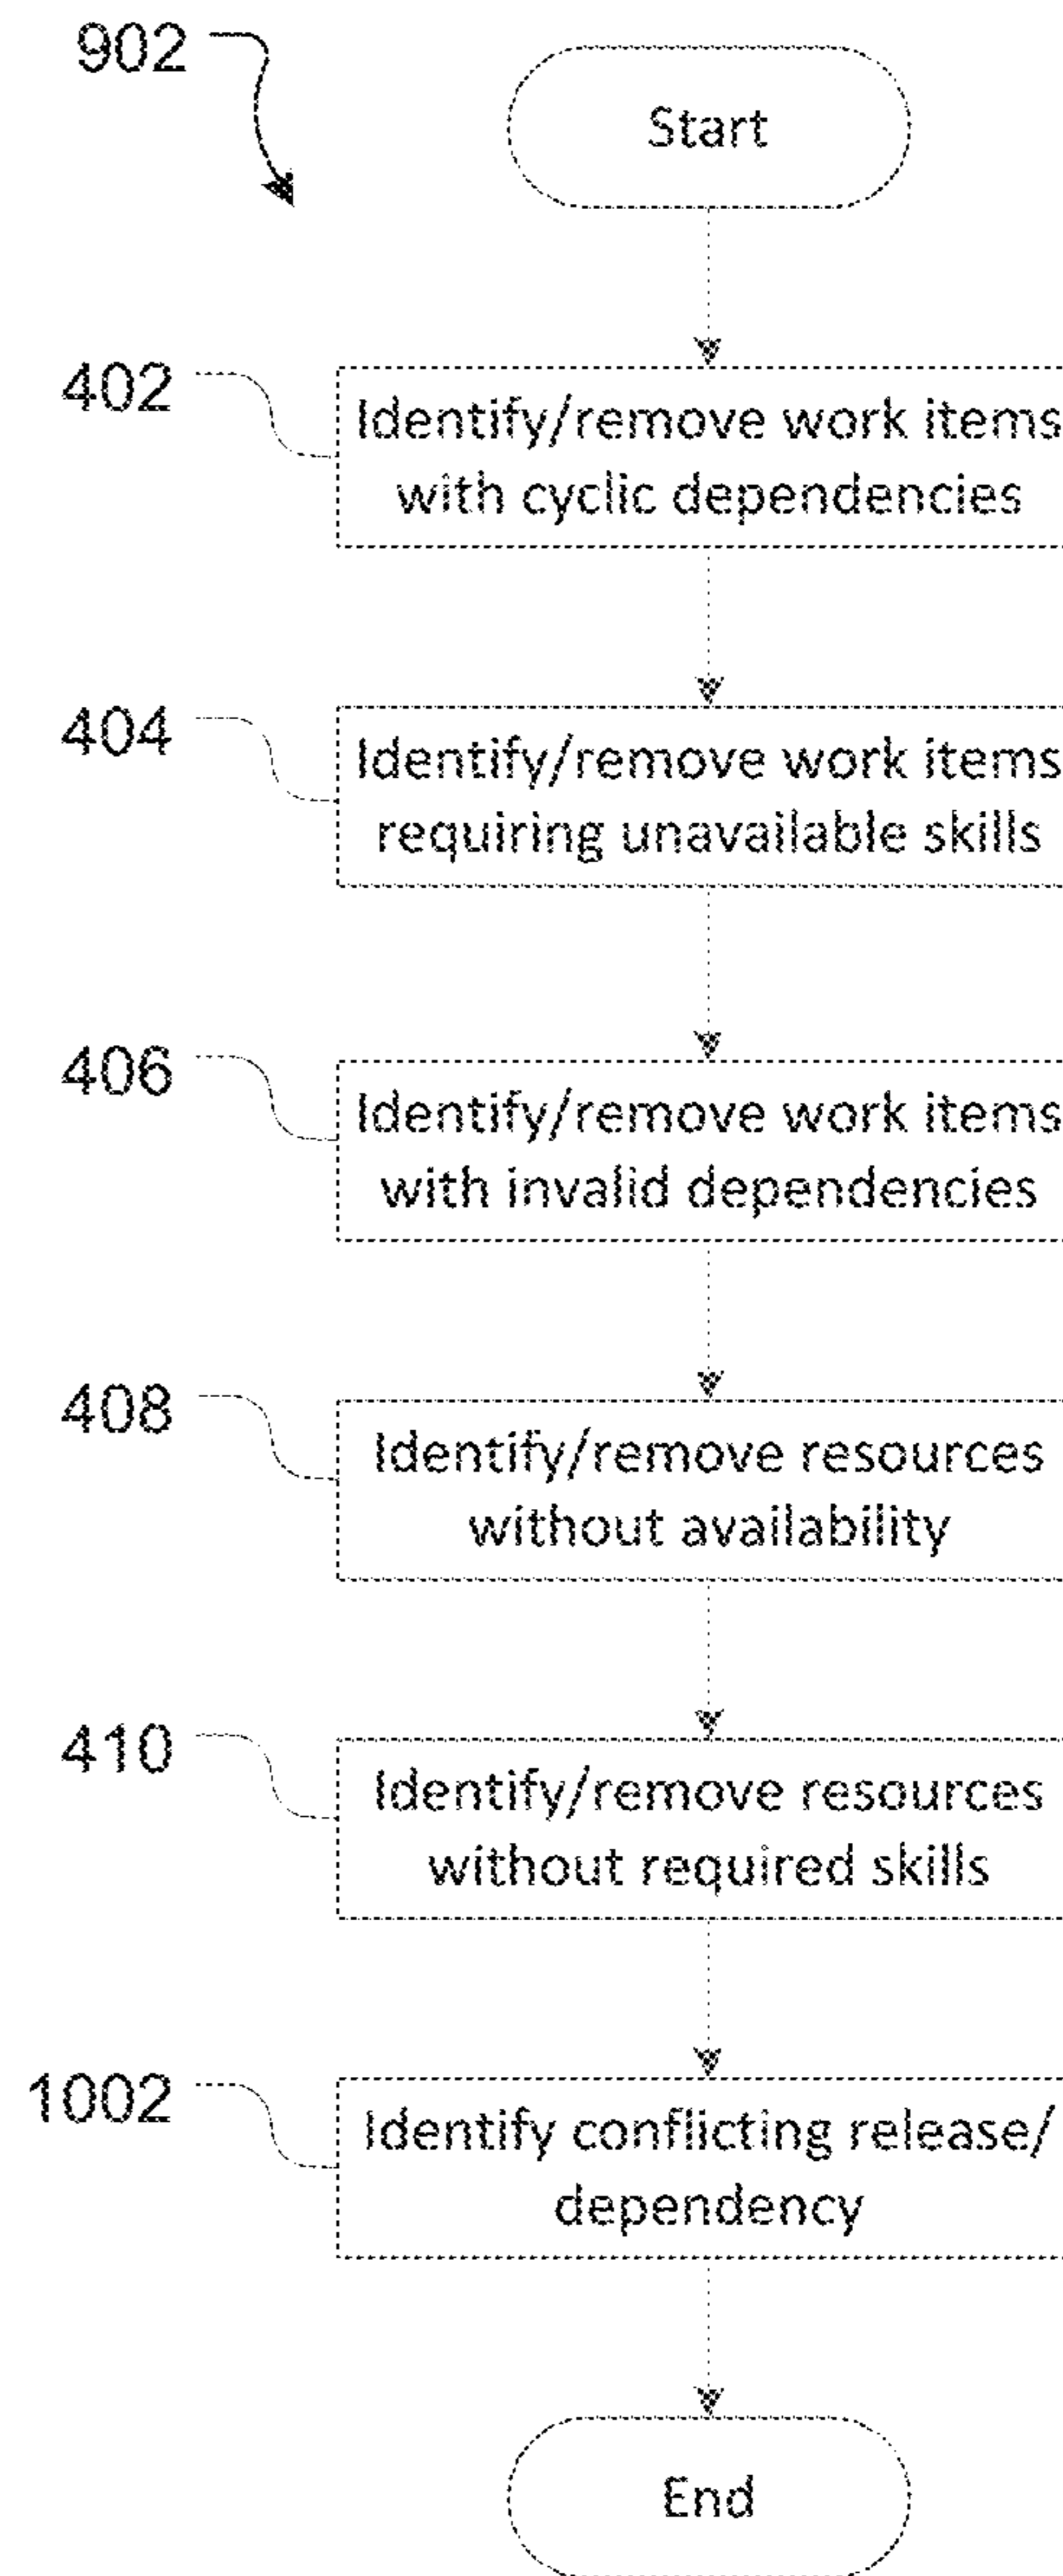 902
Start
402
Identify/remove work items
with cyclic dependencies
404
Identify/remove work items
requiring unavailable skills
406
Identify/remove work items
with invalid dependencies
408
Identify/remove resources
without availability
410
Identify/remove resources
without required skills
1002
Identify conflicting release/
dependency
End